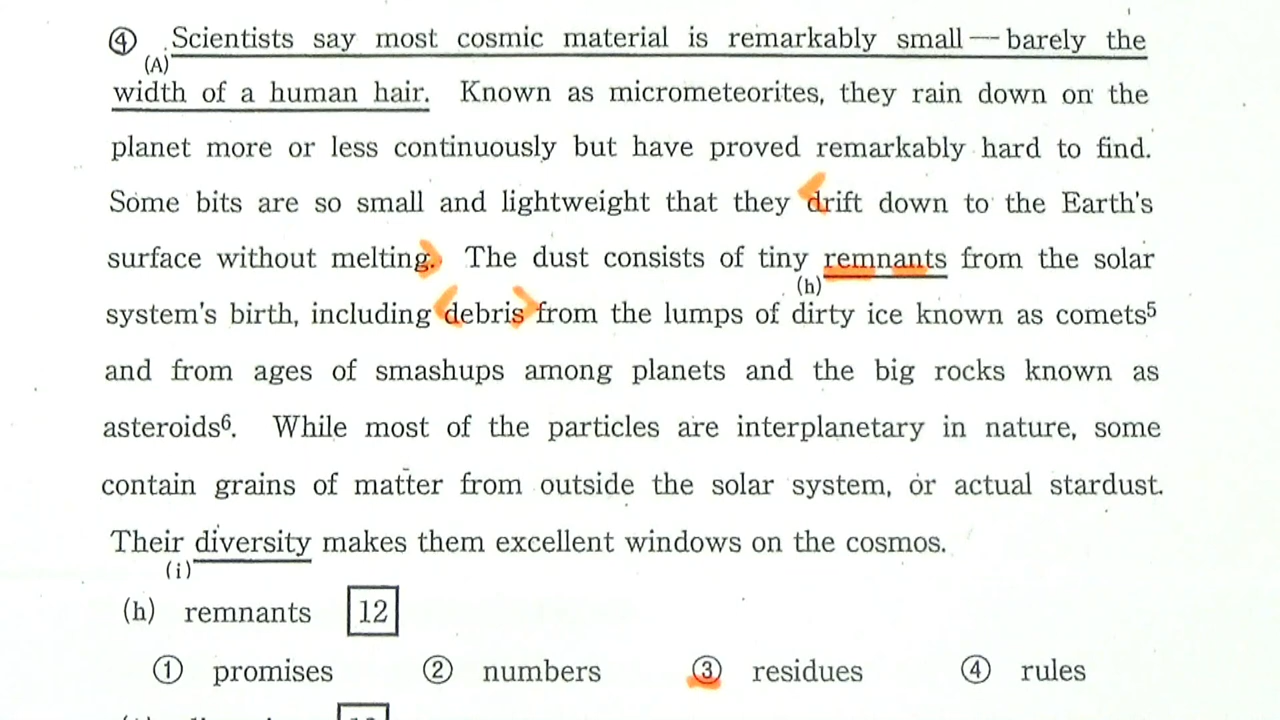 ④ Scientists say most cosmic material is remarkably small — barely the
(A)
width of a human hair. Known as micrometeorites, they rain down on the
planet more or less continuously but have proved remarkably hard to find.
Some bits are so small and lightweight that they drift down to the Earth's
surface without melting. The dust consists of tiny remnants from the solar
(h)
system's birth, including debris from the lumps of dirty ice known as comets5
and from ages of smashups among planets and the big rocks known as
asteroids6. While most of the particles are interplanetary in nature, some
contain grains of matter from outside the solar system, or actual stardust.
Their diversity makes them excellent windows on the cosmos.
(i)
(h) remnants 12
① promises ② numbers ③ residues ④ rules